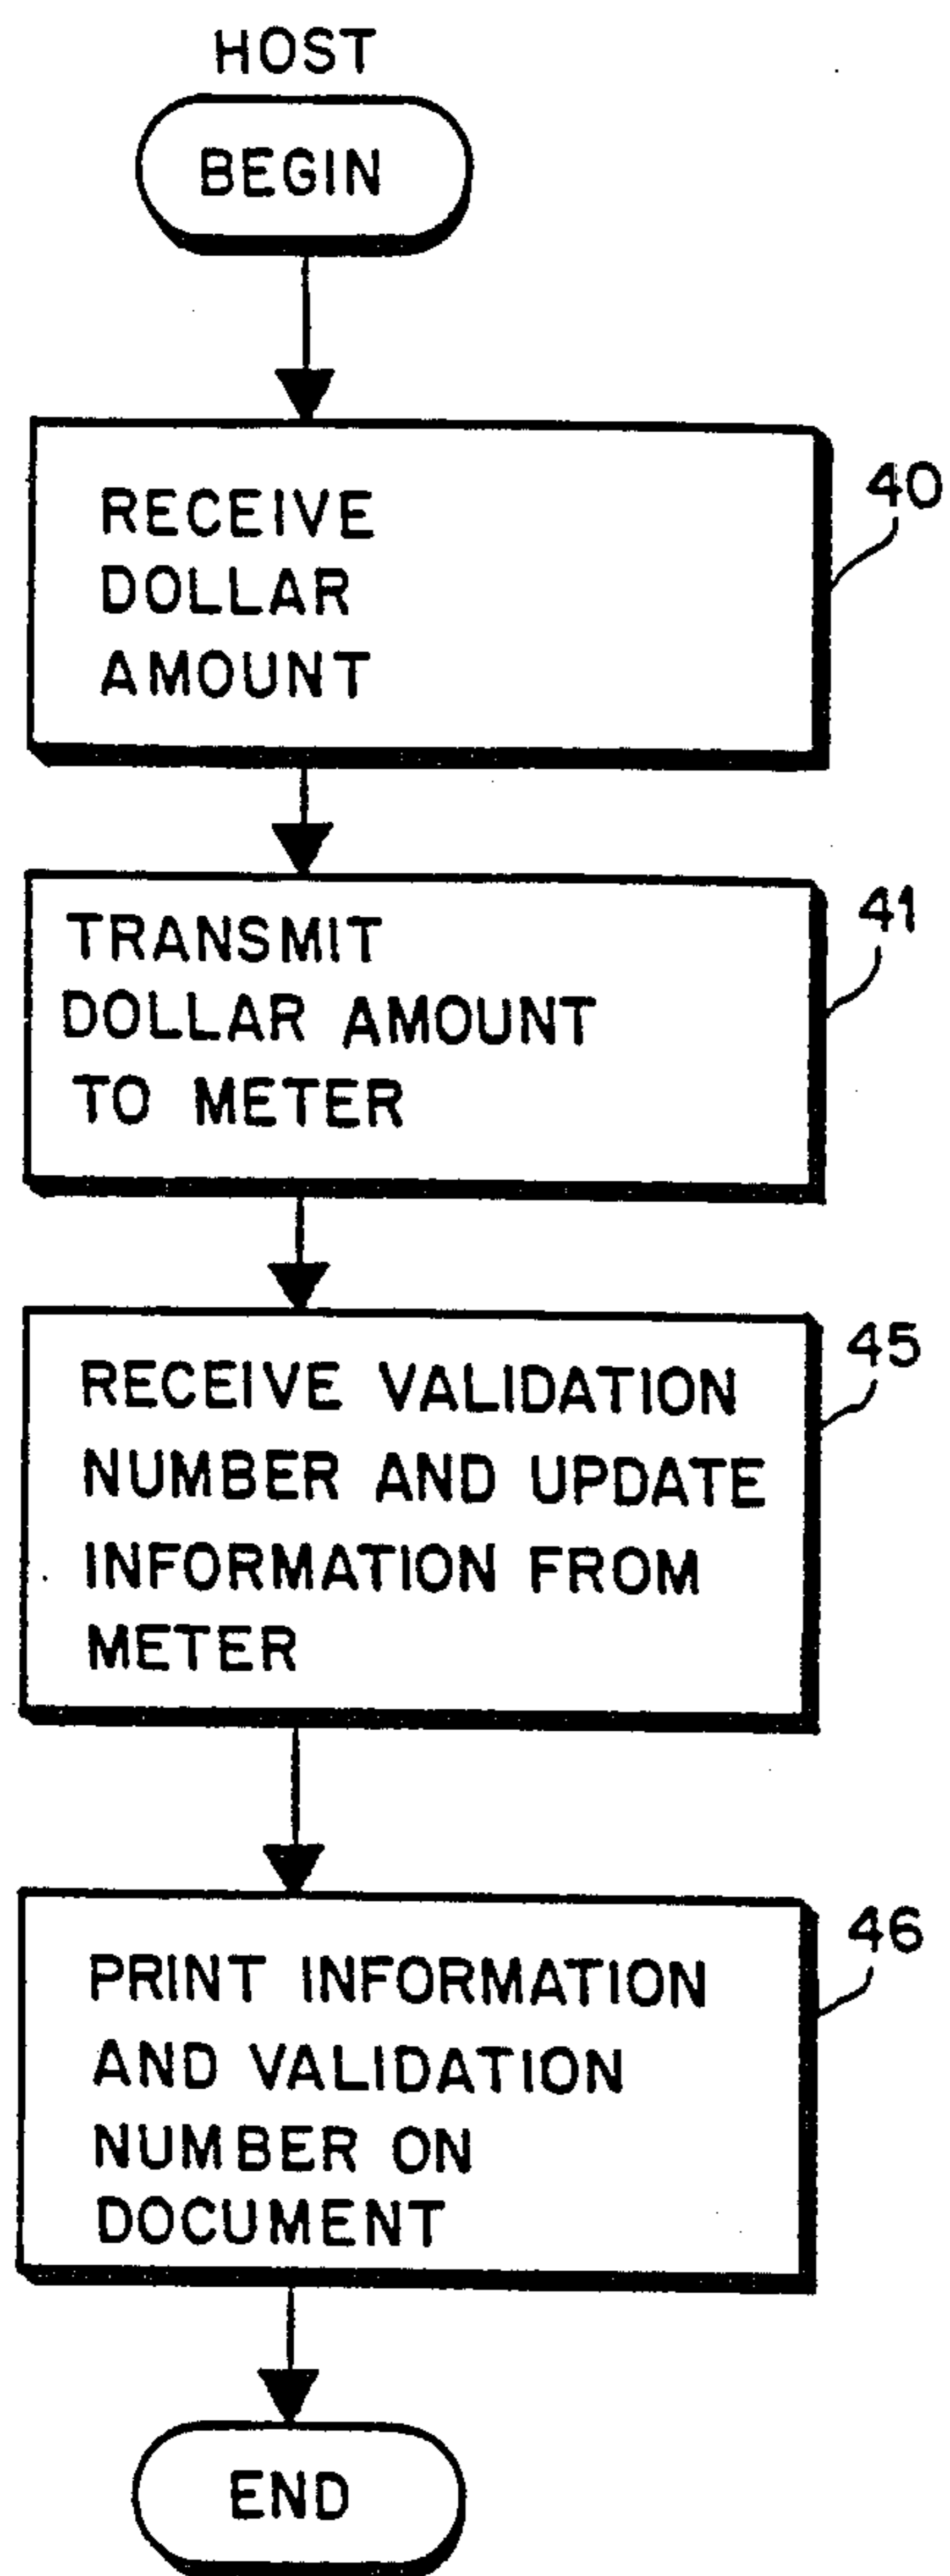 HOST
BEGIN
RECEIVE
DOLLAR
AMOUNT
40
TRANSMIT
DOLLAR AMOUNT
TO METER
41
RECEIVE VALIDATION
NUMBER AND UPDATE
INFORMATION FROM
METER
45
PRINT INFORMATION
AND VALIDATION
NUMBER ON
DOCUMENT
46
END